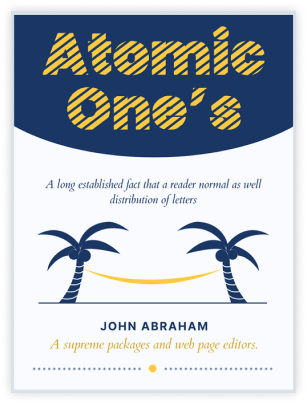 Atomic
One's
A long established fact that a reader normal as well
distribution of letters
JOHN ABRAHAM
A supreme packages and web page editors.